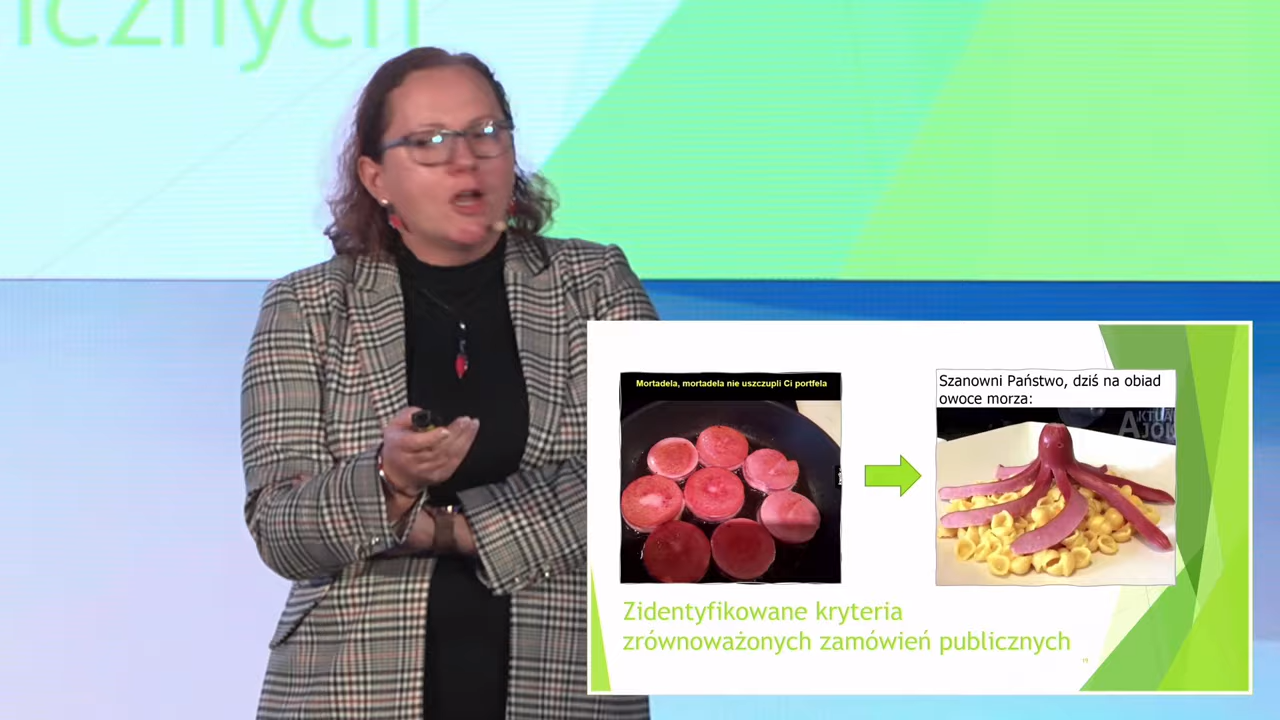 icznych
Mortadela, mortadela nie uszczupli Ci portfela
Szanowni Państwo, dziś na obiad
owoce morza:
Zidentyfikowane kryteria
zrównoważonych zamówień publicznych